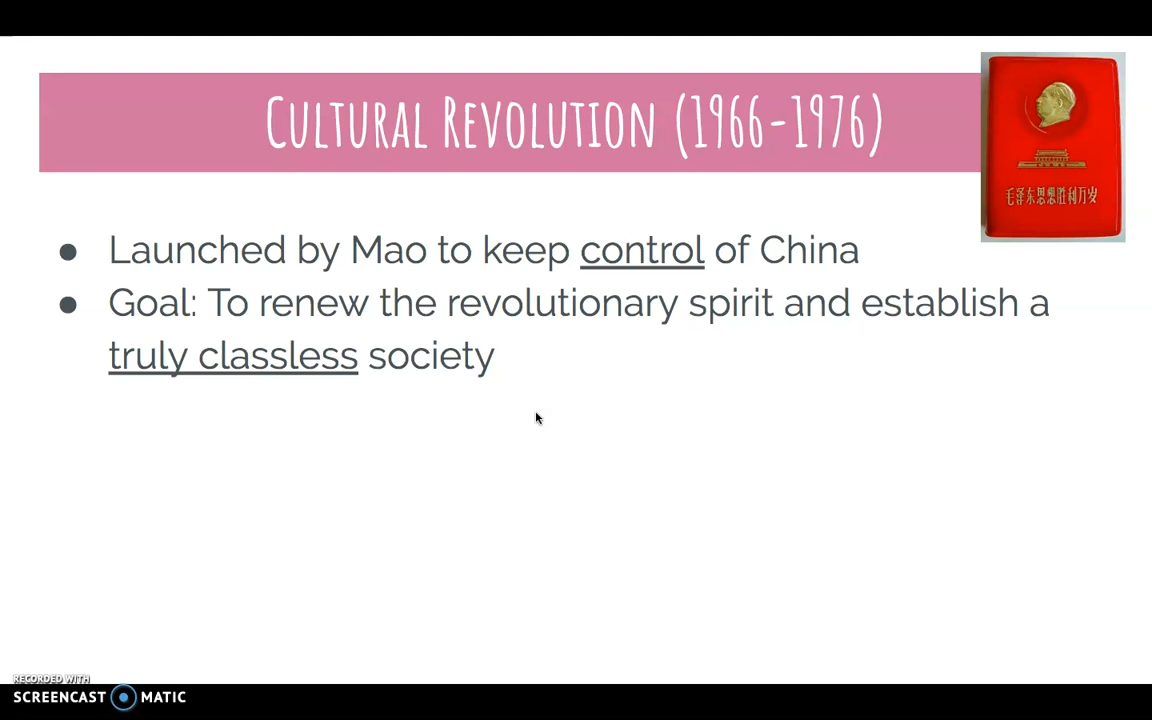 Cultural Revolution (1966-1976)
毛泽东思想胜利万岁
● Launched by Mao to keep control of China
● Goal: To renew the revolutionary spirit and establish a
truly classless society
RECORDED WITH
SCREENCAST MATIC